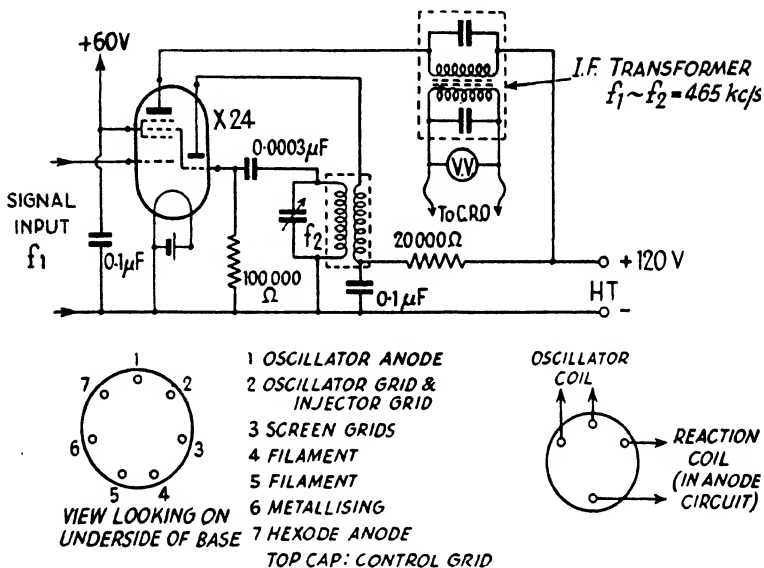 +60V
X24
0·0003µF
I.F. TRANSFORMER
f₁~f₂=465 kc/s
V.V.
To C.R.O
SIGNAL
INPUT
f₁
0·1µF
100000
Ω
f₂
20000Ω
0·1µF
+120 V
HT
-
1
2
3
4
5
6
7
VIEW LOOKING ON
UNDERSIDE OF BASE
1 OSCILLATOR ANODE
2 OSCILLATOR GRID &
INJECTOR GRID
3 SCREEN GRIDS
4 FILAMENT
5 FILAMENT
6 METALLISING
7 HEXODE ANODE
TOP CAP: CONTROL GRID
OSCILLATOR
COIL
REACTION
COIL
(IN ANODE
CIRCUIT)